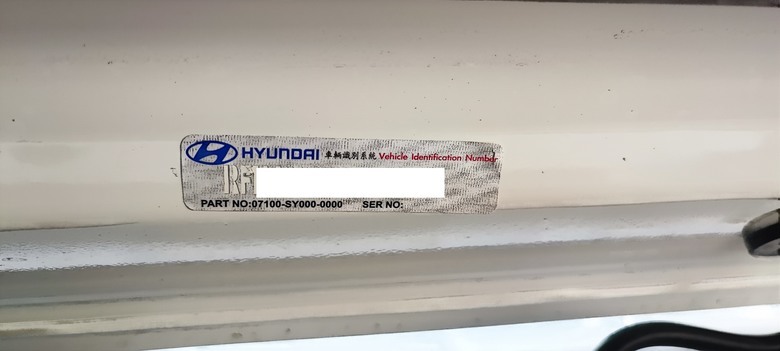 HYUNDAI 車輛識別系統 Vehicle Identification Number
RF
PART NO:07100-SY000-0000 SER NO: